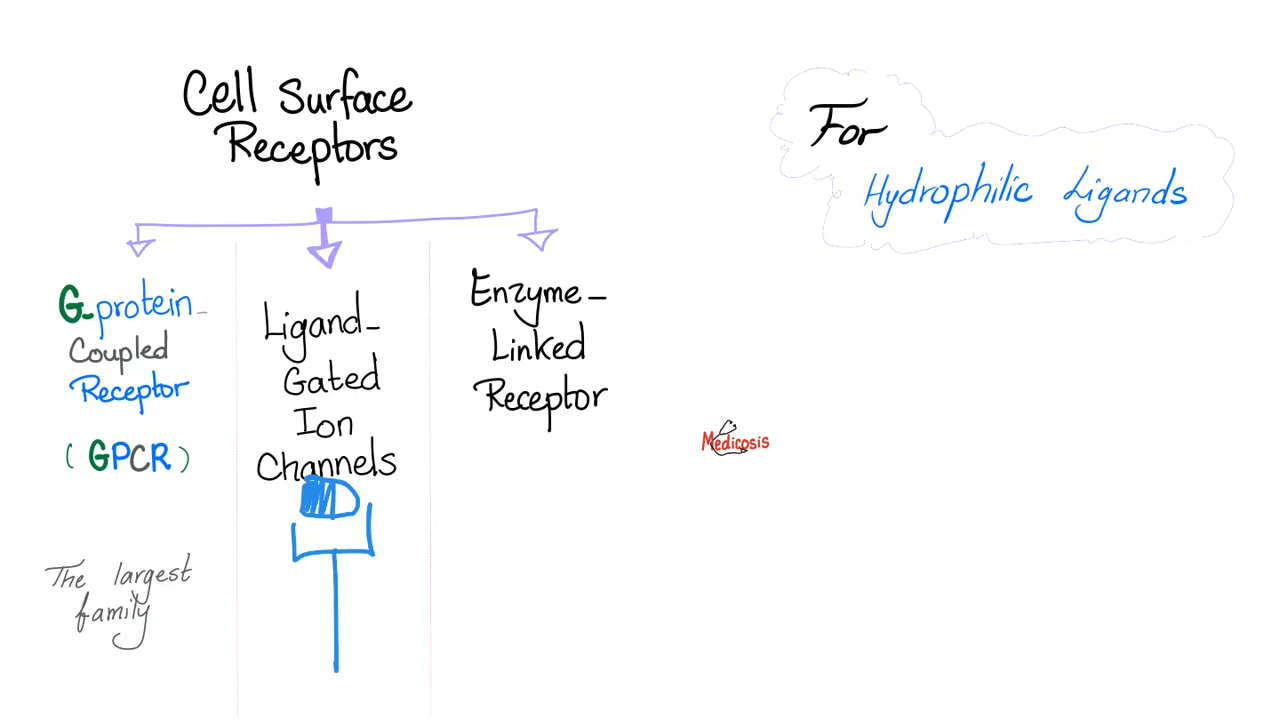 Cell Surface
Receptors
For
Hydrophilic Ligands
G-protein-
Coupled
Receptor
(GPCR)
The largest
family
Ligand-
Gated
Ion
Channels
Enzyme-
Linked
Receptor
Medicosis